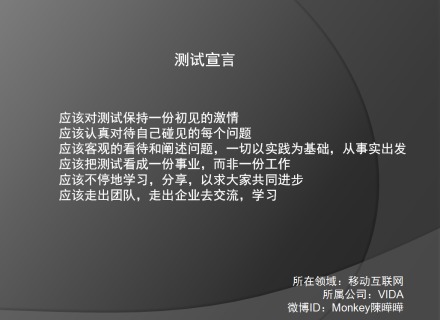 测试宣言
应该对测试保持一份初见的激情
应该认真对待自己碰见的每个问题
应该客观的看待和阐述问题，一切以实践为基础，从事实出发
应该把测试看成一份事业，而非一份工作
应该不停地学习，分享，以求大家共同进步
应该走出团队，走出企业去交流，学习
所在领域：移动互联网
所属公司：VIDA
微博ID：Monkey陳曄曄